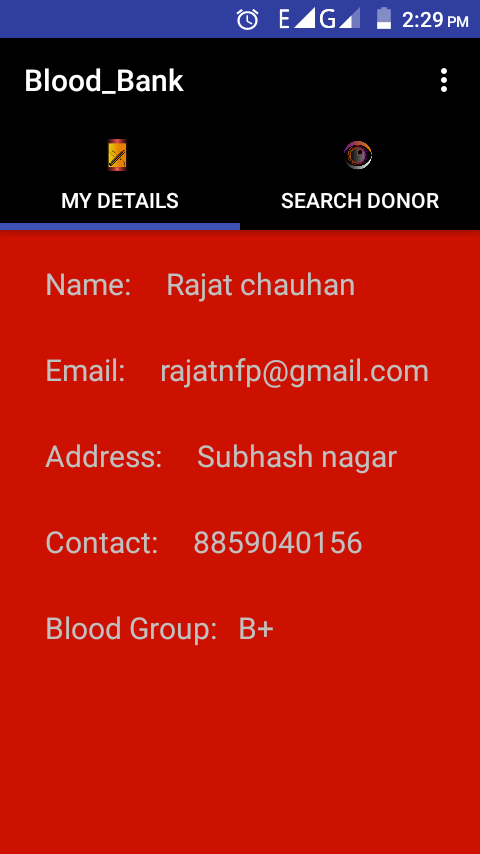 E G 2:29 PM
Blood_Bank
MY DETAILS SEARCH DONOR
Name: Rajat chauhan
Email: rajatnfp@gmail.com
Address: Subhash nagar
Contact: 8859040156
Blood Group: B+